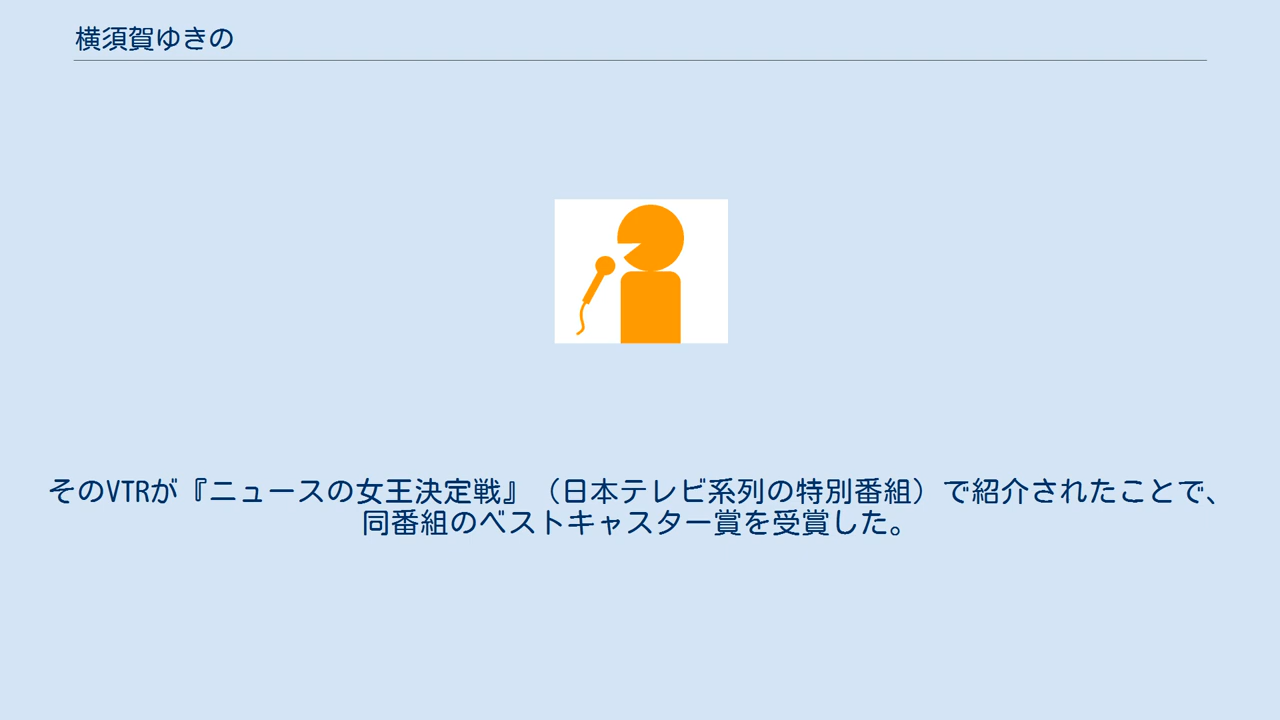 横須賀ゆきの
そのVTRが『ニュースの女王決定戦』（日本テレビ系列の特別番組）で紹介されたことで、
同番組のベストキャスター賞を受賞した。